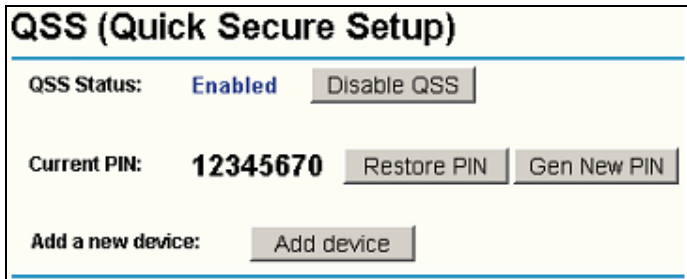 QSS (Quick Secure Setup)
QSS Status: Enabled Disable QSS
Current PIN: 12345670 Restore PIN Gen New PIN
Add a new device: Add device